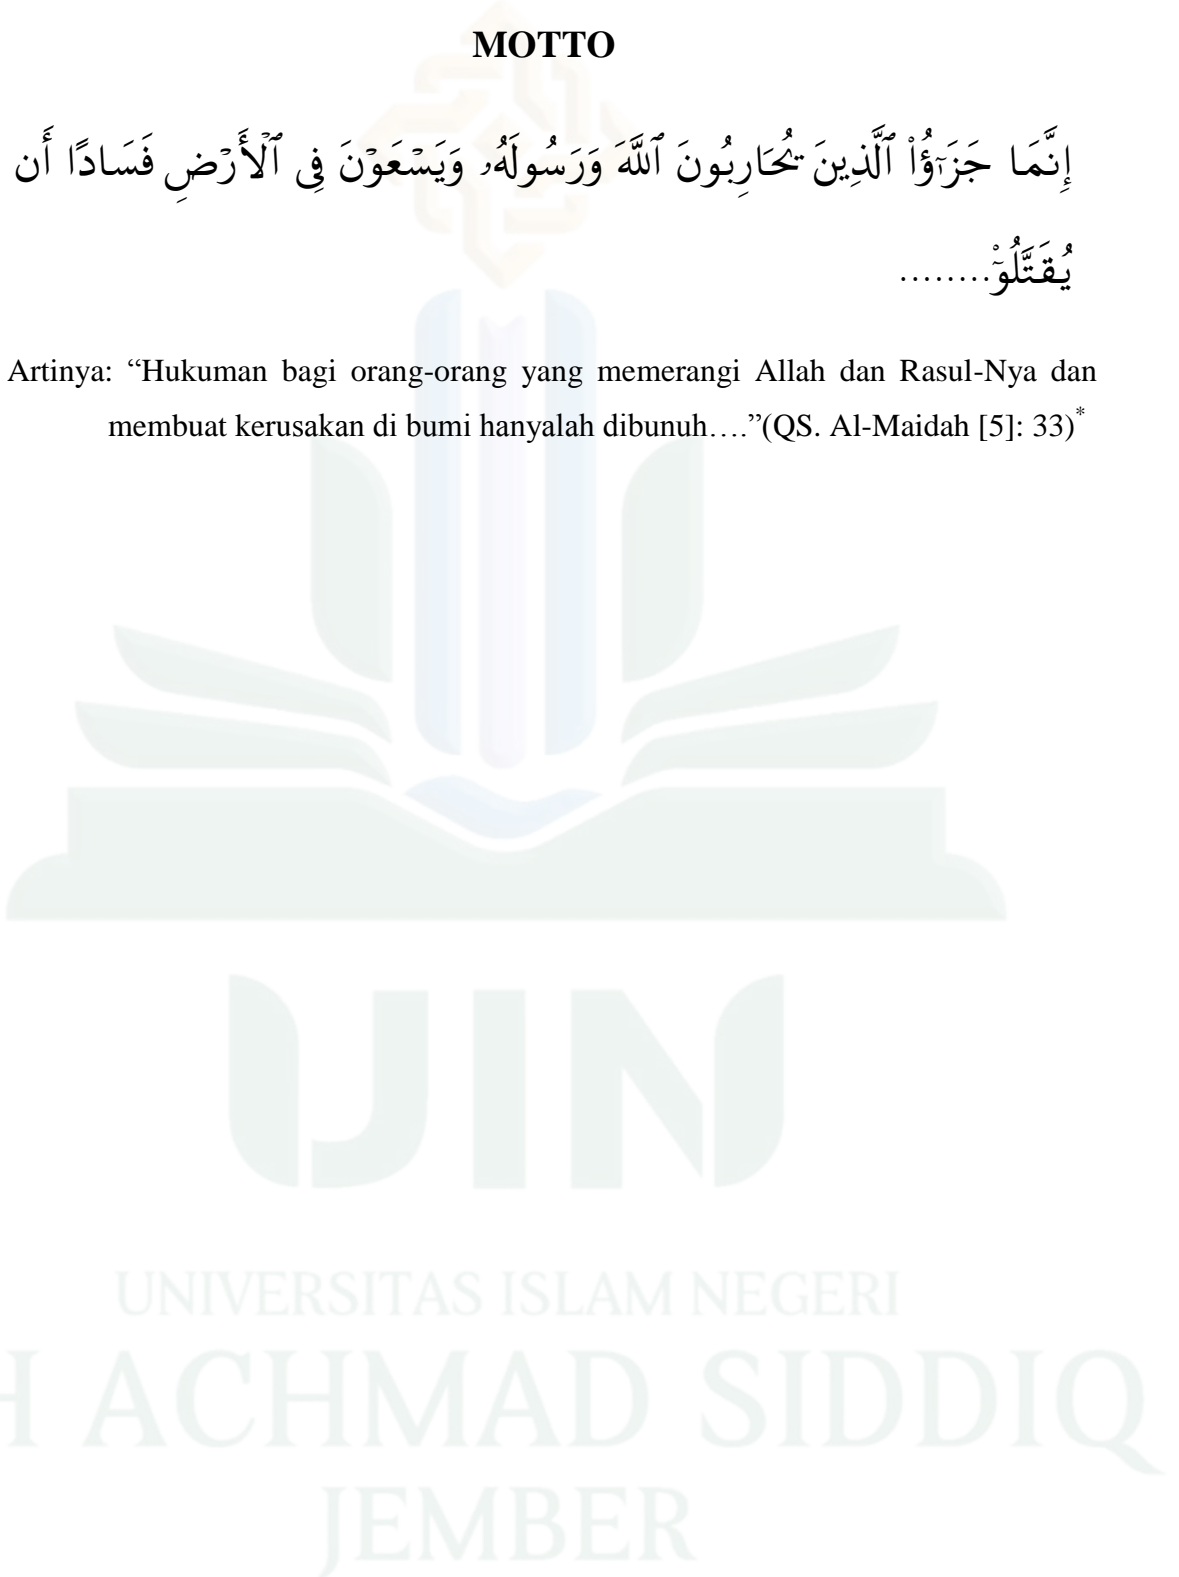 MOTTO
إِنَّمَا جَزَٰٓؤُاْ ٱلَّذِينَ يُحَارِبُونَ ٱللَّهَ وَرَسُولَهُۥ وَيَسْعَوْنَ فِى ٱلْأَرْضِ فَسَادًا أَن
يُقَتَّلُوٓاْ........
Artinya: “Hukuman bagi orang-orang yang memerangi Allah dan Rasul-Nya dan
membuat kerusakan di bumi hanyalah dibunuh….”(QS. Al-Maidah [5]: 33)*
UIN
UNIVERSITAS ISLAM NEGERI
H ACHMAD SIDDIQ
JEMBER